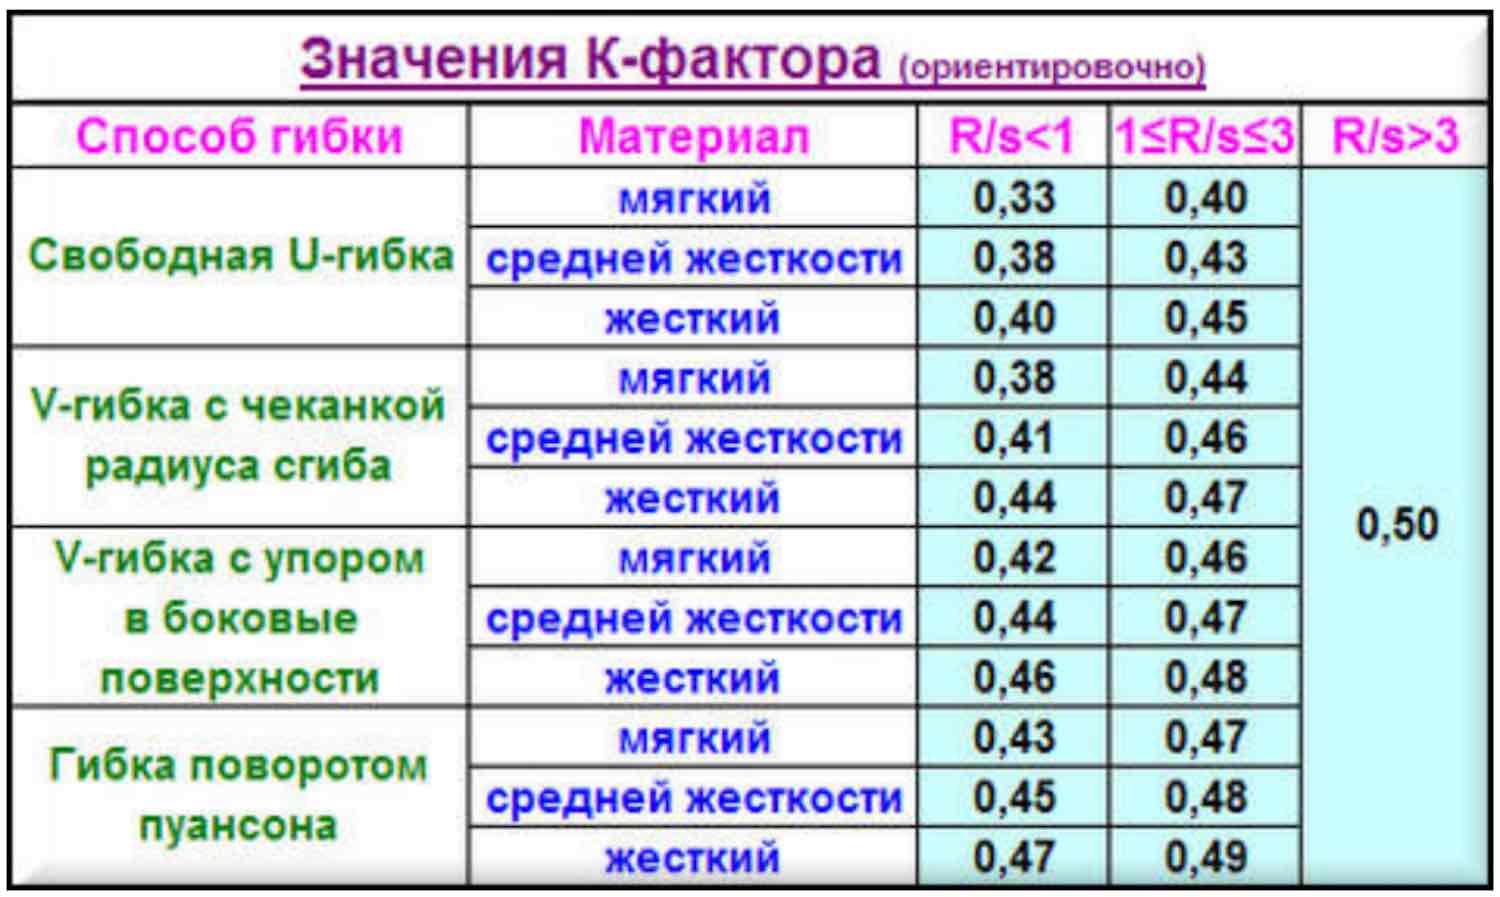 Значения К-фактора (ориентировочно)
Способ гибки Материал R/s<1 1≤R/s≤3 R/s>3
Свободная U-гибка
мягкий 0,33 0,40
средней жесткости 0,38 0,43
жесткий 0,40 0,45
V-гибка с чеканкой
радиуса сгиба
мягкий 0,38 0,44
средней жесткости 0,41 0,46
жесткий 0,44 0,47
V-гибка с упором
в боковые
поверхности
мягкий 0,42 0,46
средней жесткости 0,44 0,47
жесткий 0,46 0,48
Гибка поворотом
пуансона
мягкий 0,43 0,47
средней жесткости 0,45 0,48
жесткий 0,47 0,49
0,50